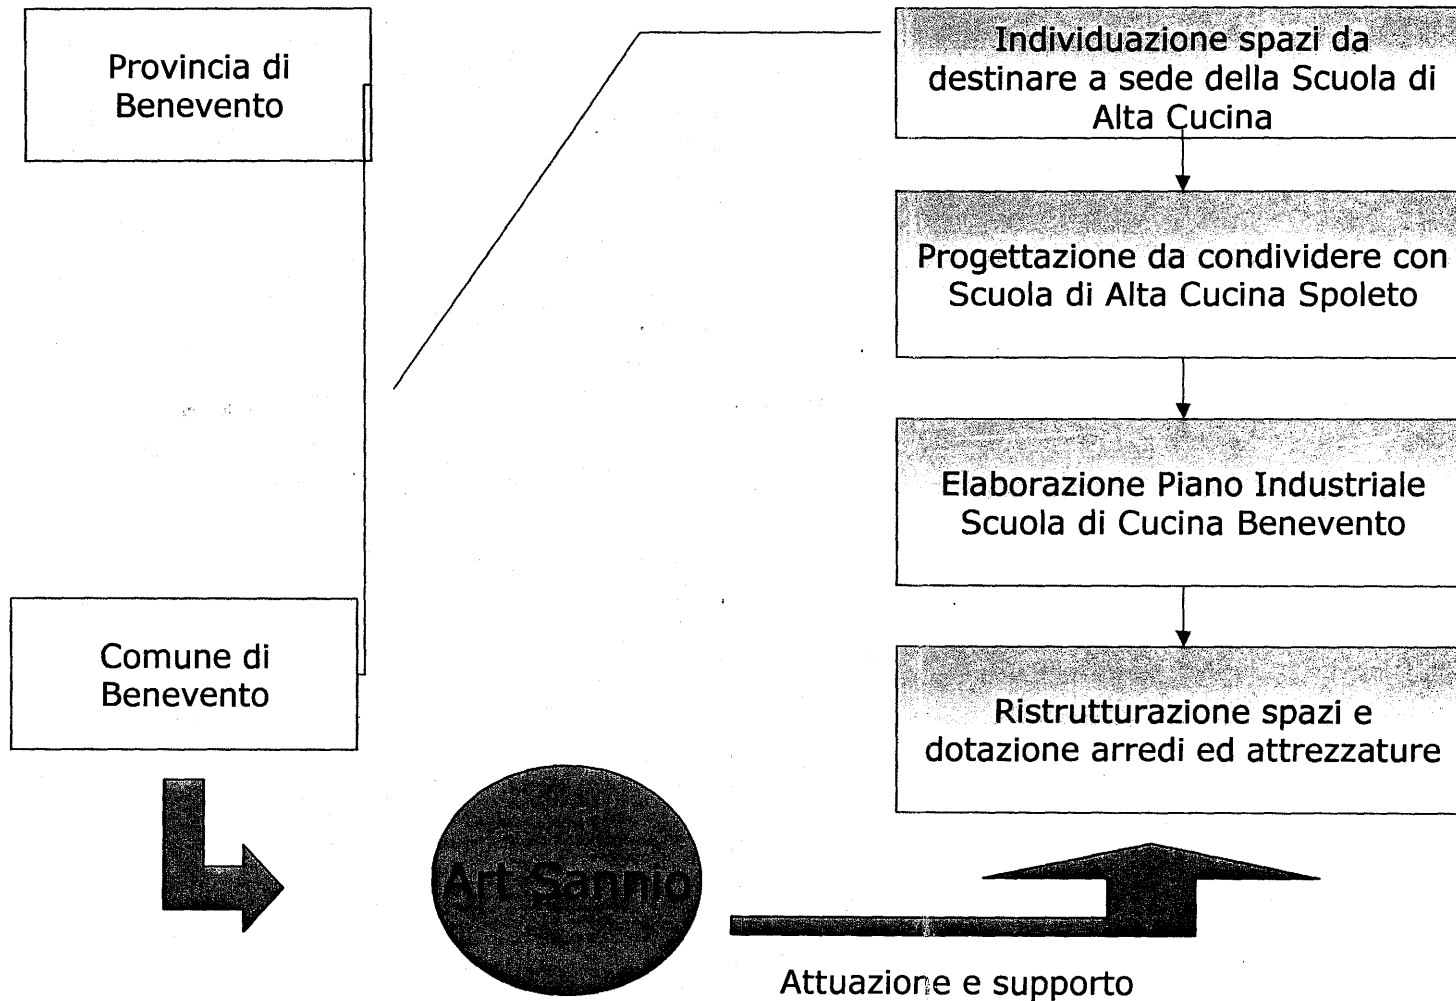 Provincia di
Benevento
Comune di
Benevento
Individuazione spazi da
destinare a sede della Scuola di
Alta Cucina
Progettazione da condividere con
Scuola di Alta Cucina Spoleto
Elaborazione Piano Industriale
Scuola di Cucina Benevento
Ristrutturazione spazi e
dotazione arredi ed attrezzature
Art Sannio
Attuazione e supporto